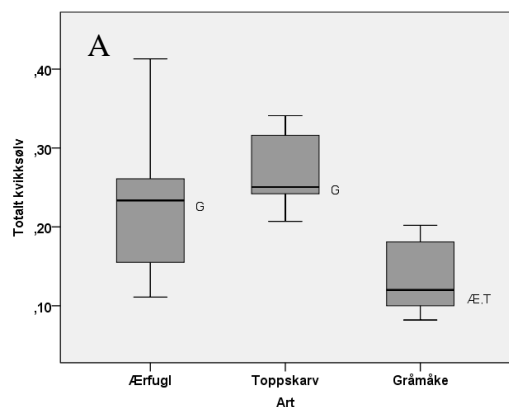 A
Totalt kvikksølv
,40
,30
,20
,10
G
G
Æ.T
Ærfugl Toppskarv Gråmåke
Art